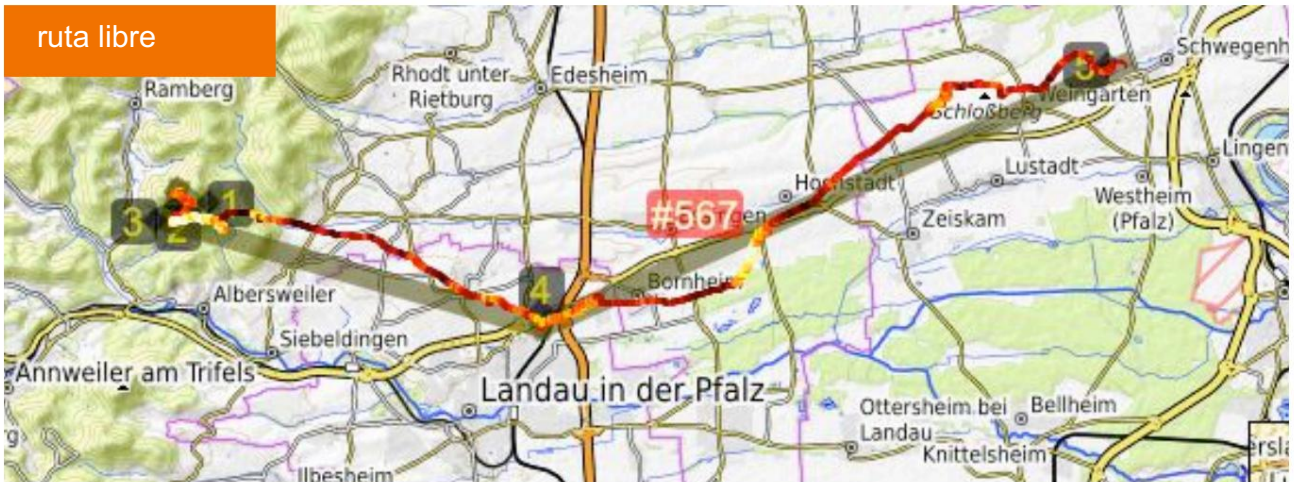 ruta libre
Schwegenh
Rhodt unter
Rietburg
Edesheim
Ramberg
5
Weingarten
Schloßberg
Lustadt
Lingen
1
3
2
#567
Hochstadt
ingen
Zeiskam
Westheim
(Pfalz)
4
Bornheim
Albersweiler
Siebeldingen
Annweiler am Trifels
Landau in der Pfalz
Ottersheim bei
Landau
Bellheim
Knittelsheim
Ilbesheim
ersla